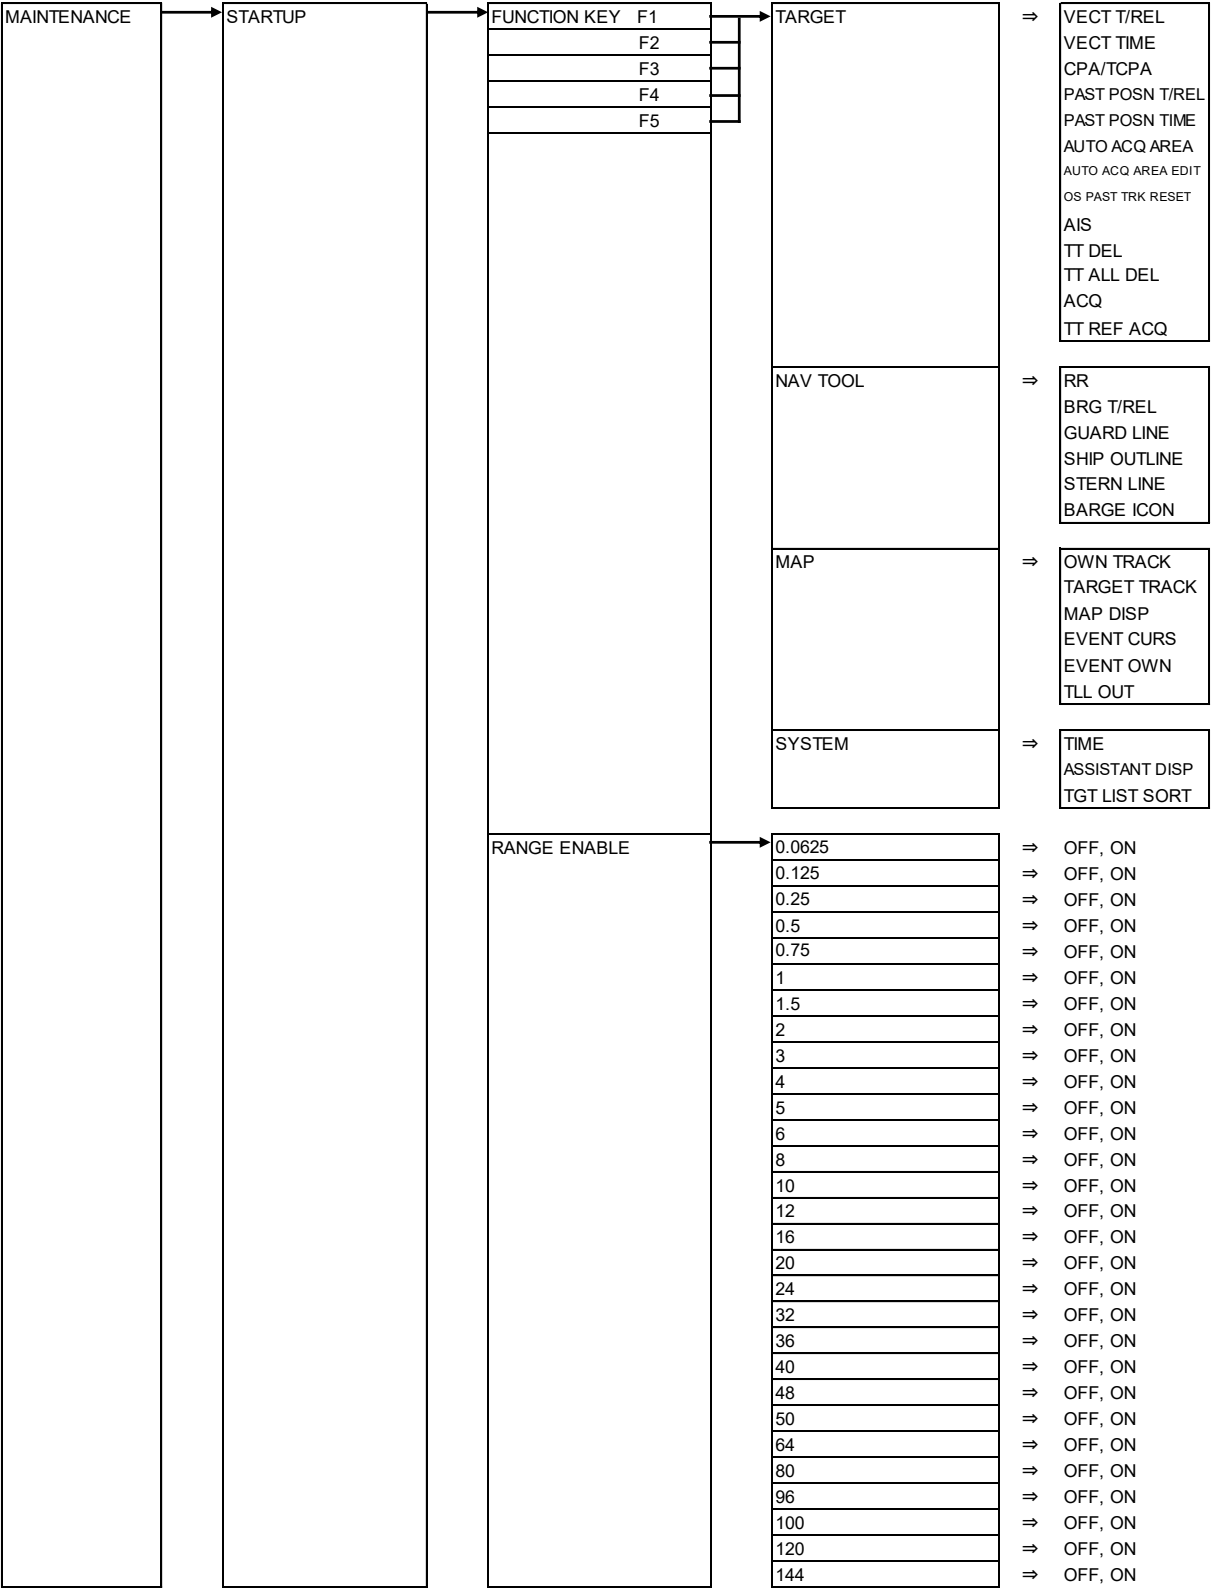 MAINTENANCE STARTUP FUNCTION KEY F1 TARGET ⇒ VECT T/REL
F2 VECT TIME
F3 CPA/TCPA
F4 PAST POSN T/REL
F5 PAST POSN TIME
AUTO ACQ AREA
AUTO ACQ AREA EDIT
OS PAST TRK RESET
AIS
TT DEL
TT ALL DEL
ACQ
TT REF ACQ
NAV TOOL ⇒ RR
BRG T/REL
GUARD LINE
SHIP OUTLINE
STERN LINE
BARGE ICON
MAP ⇒ OWN TRACK
TARGET TRACK
MAP DISP
EVENT CURS
EVENT OWN
TLL OUT
SYSTEM ⇒ TIME
ASSISTANT DISP
TGT LIST SORT
RANGE ENABLE 0.0625 ⇒ OFF, ON
0.125 ⇒ OFF, ON
0.25 ⇒ OFF, ON
0.5 ⇒ OFF, ON
0.75 ⇒ OFF, ON
1 ⇒ OFF, ON
1.5 ⇒ OFF, ON
2 ⇒ OFF, ON
3 ⇒ OFF, ON
4 ⇒ OFF, ON
5 ⇒ OFF, ON
6 ⇒ OFF, ON
8 ⇒ OFF, ON
10 ⇒ OFF, ON
12 ⇒ OFF, ON
16 ⇒ OFF, ON
20 ⇒ OFF, ON
24 ⇒ OFF, ON
32 ⇒ OFF, ON
36 ⇒ OFF, ON
40 ⇒ OFF, ON
48 ⇒ OFF, ON
50 ⇒ OFF, ON
64 ⇒ OFF, ON
80 ⇒ OFF, ON
96 ⇒ OFF, ON
100 ⇒ OFF, ON
120 ⇒ OFF, ON
144 ⇒ OFF, ON